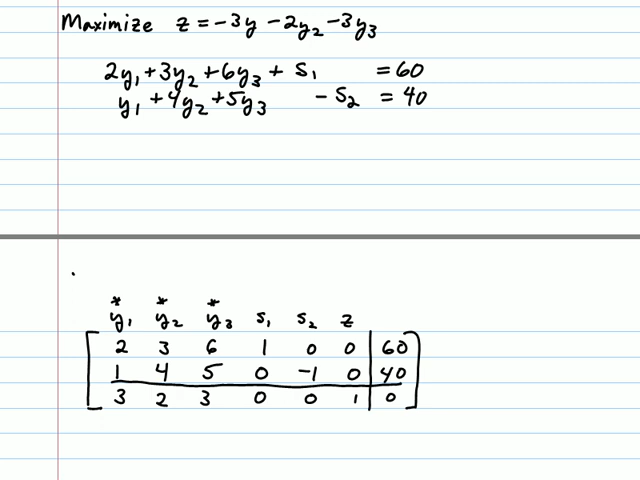 Maximize z = -3y - 2y₂ - 3y₃
2y₁ + 3y₂ + 6y₃ + s₁ = 60
y₁ + 4y₂ + 5y₃ - s₂ = 40
* * *
y₁ y₂ y₃ s₁ s₂ z
2 3 6 1 0 0 60
1 4 5 0 -1 0 40
3 2 3 0 0 1 0